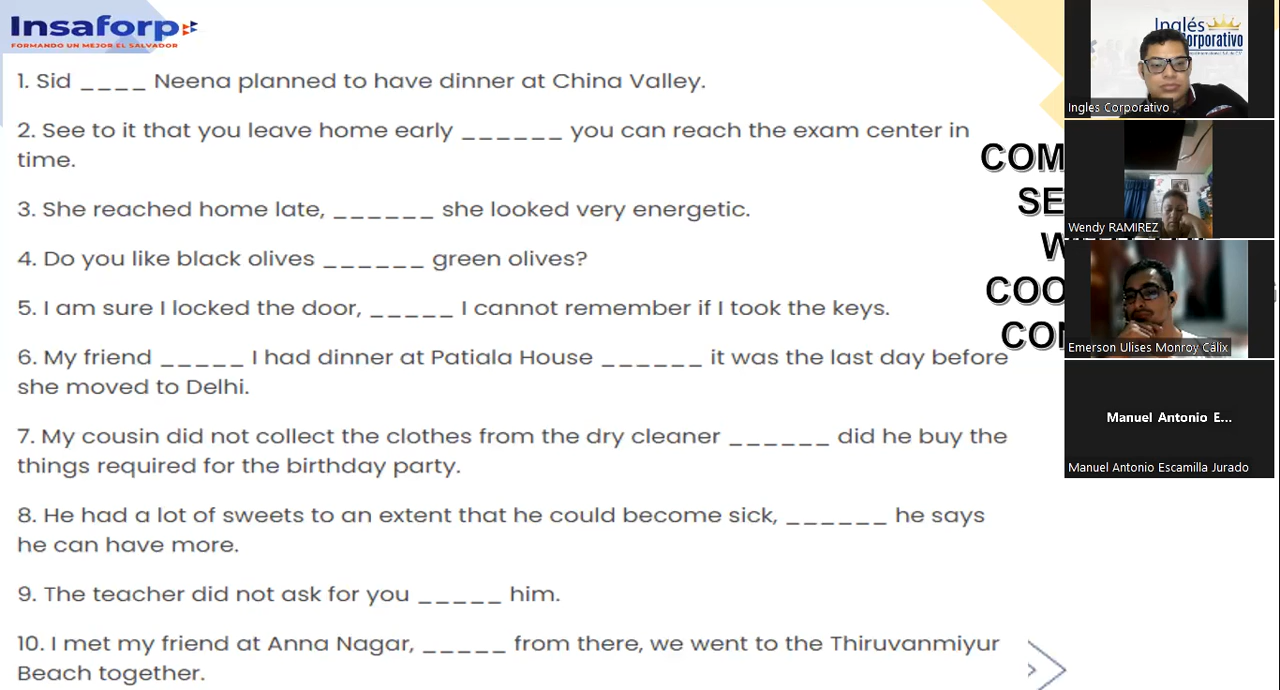 Insaforp
FORMANDO UN MEJOR EL SALVADOR
1. Sid ____ Neena planned to have dinner at China Valley.
2. See to it that you leave home early ______ you can reach the exam center in
time.
3. She reached home late, ______ she looked very energetic.
4. Do you like black olives ______ green olives?
5. I am sure I locked the door, _____ I cannot remember if I took the keys.
6. My friend _____ I had dinner at Patiala House ______ it was the last day before
she moved to Delhi.
7. My cousin did not collect the clothes from the dry cleaner ______ did he buy the
things required for the birthday party.
8. He had a lot of sweets to an extent that he could become sick, ______ he says
he can have more.
9. The teacher did not ask for you _____ him.
10. I met my friend at Anna Nagar, _____ from there, we went to the Thiruvanmiyur
Beach together.
COM
SE
W
COO
CON
Inglés
Corporativo
Ingles Corporativo
Wendy RAMIREZ
Emerson Ulises Monroy Cálix
Manuel Antonio E...
Manuel Antonio Escamilla Jurado